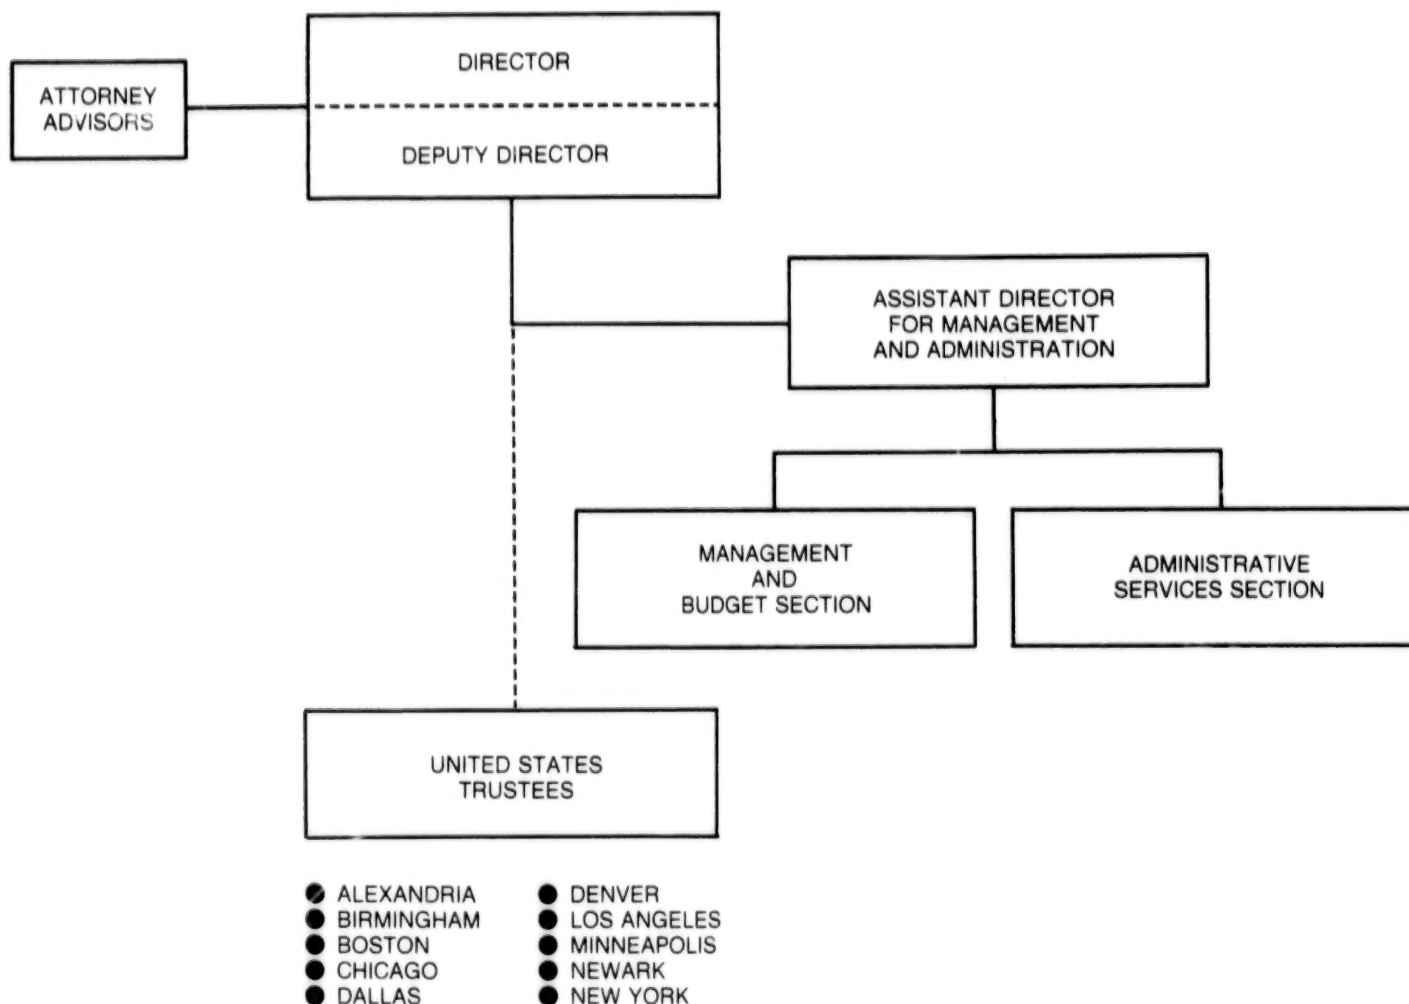 DIRECTOR
ATTORNEY
ADVISORS
DEPUTY DIRECTOR
ASSISTANT DIRECTOR
FOR MANAGEMENT
AND ADMINISTRATION
MANAGEMENT
AND
BUDGET SECTION
ADMINISTRATIVE
SERVICES SECTION
UNITED STATES
TRUSTEES
ALEXANDRIA
BIRMINGHAM
BOSTON
CHICAGO
DALLAS
DENVER
LOS ANGELES
MINNEAPOLIS
NEWARK
NEW YORK